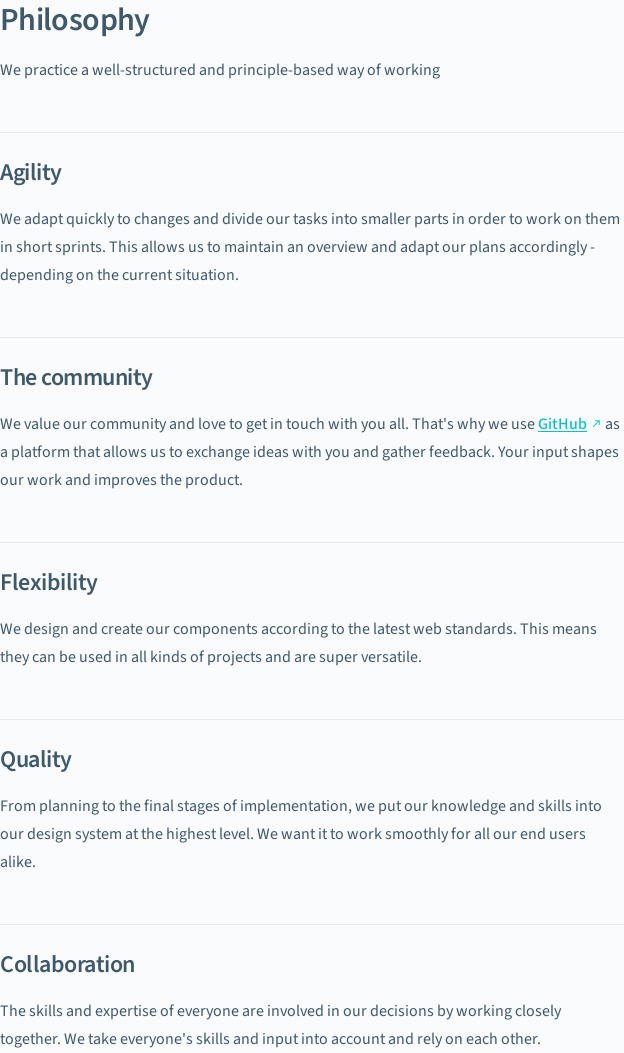 Philosophy
We practice a well-structured and principle-based way of working
Agility
We adapt quickly to changes and divide our tasks into smaller parts in order to work on them
in short sprints. This allows us to maintain an overview and adapt our plans accordingly -
depending on the current situation.
The community
We value our community and love to get in touch with you all. That's why we use GitHub ↗ as
a platform that allows us to exchange ideas with you and gather feedback. Your input shapes
our work and improves the product.
Flexibility
We design and create our components according to the latest web standards. This means
they can be used in all kinds of projects and are super versatile.
Quality
From planning to the final stages of implementation, we put our knowledge and skills into
our design system at the highest level. We want it to work smoothly for all our end users
alike.
Collaboration
The skills and expertise of everyone are involved in our decisions by working closely
together. We take everyone's skills and input into account and rely on each other.